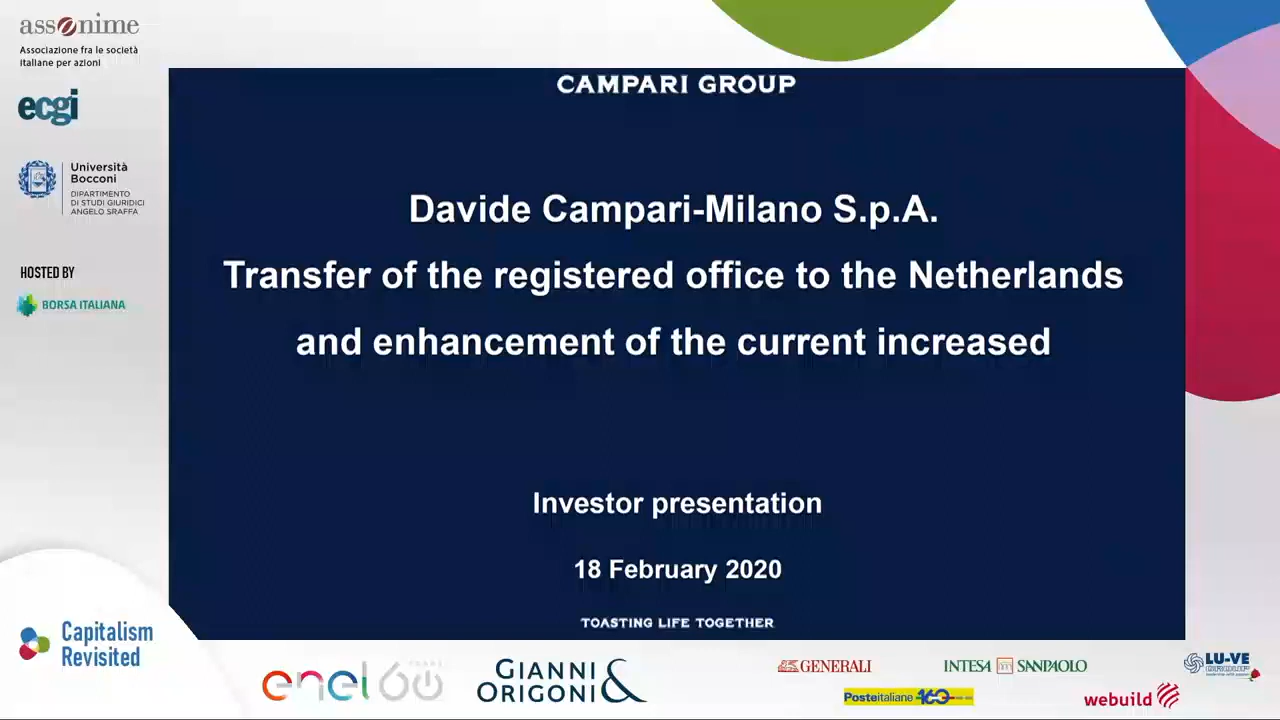 assonime
Associazione fra le società
italiane per azioni
ecgi
Università
Bocconi
DIPARTIMENTO
DI STUDI GIURIDICI
ANGELO SRAFFA
HOSTED BY
BORSA ITALIANA
CAMPARI GROUP
Davide Campari-Milano S.p.A.
Transfer of the registered office to the Netherlands
and enhancement of the current increased
Investor presentation
18 February 2020
TOASTING LIFE TOGETHER
Capitalism
Revisited
enel 60
YEARS
GIANNI &
ORIGONI
GENERALI
INTESA SANPAOLO
Posteitaliane 160
webuild
LU-VE